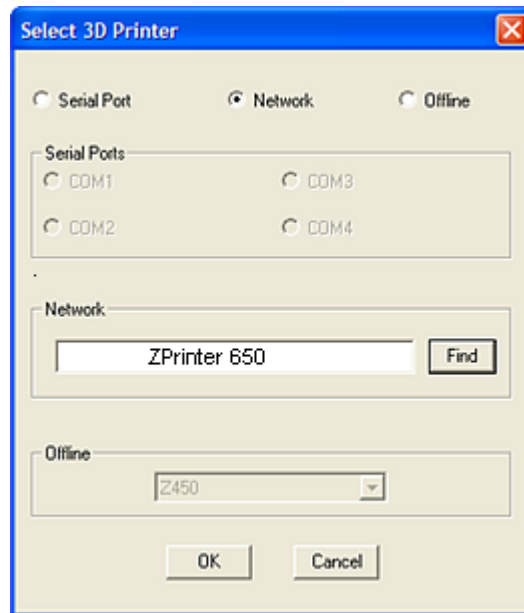 Select 3D Printer
Serial Port Network Offline
Serial Ports
COM1 COM3
COM2 COM4
.
Network
ZPrinter 650 Find
Offline
Z450
OK Cancel